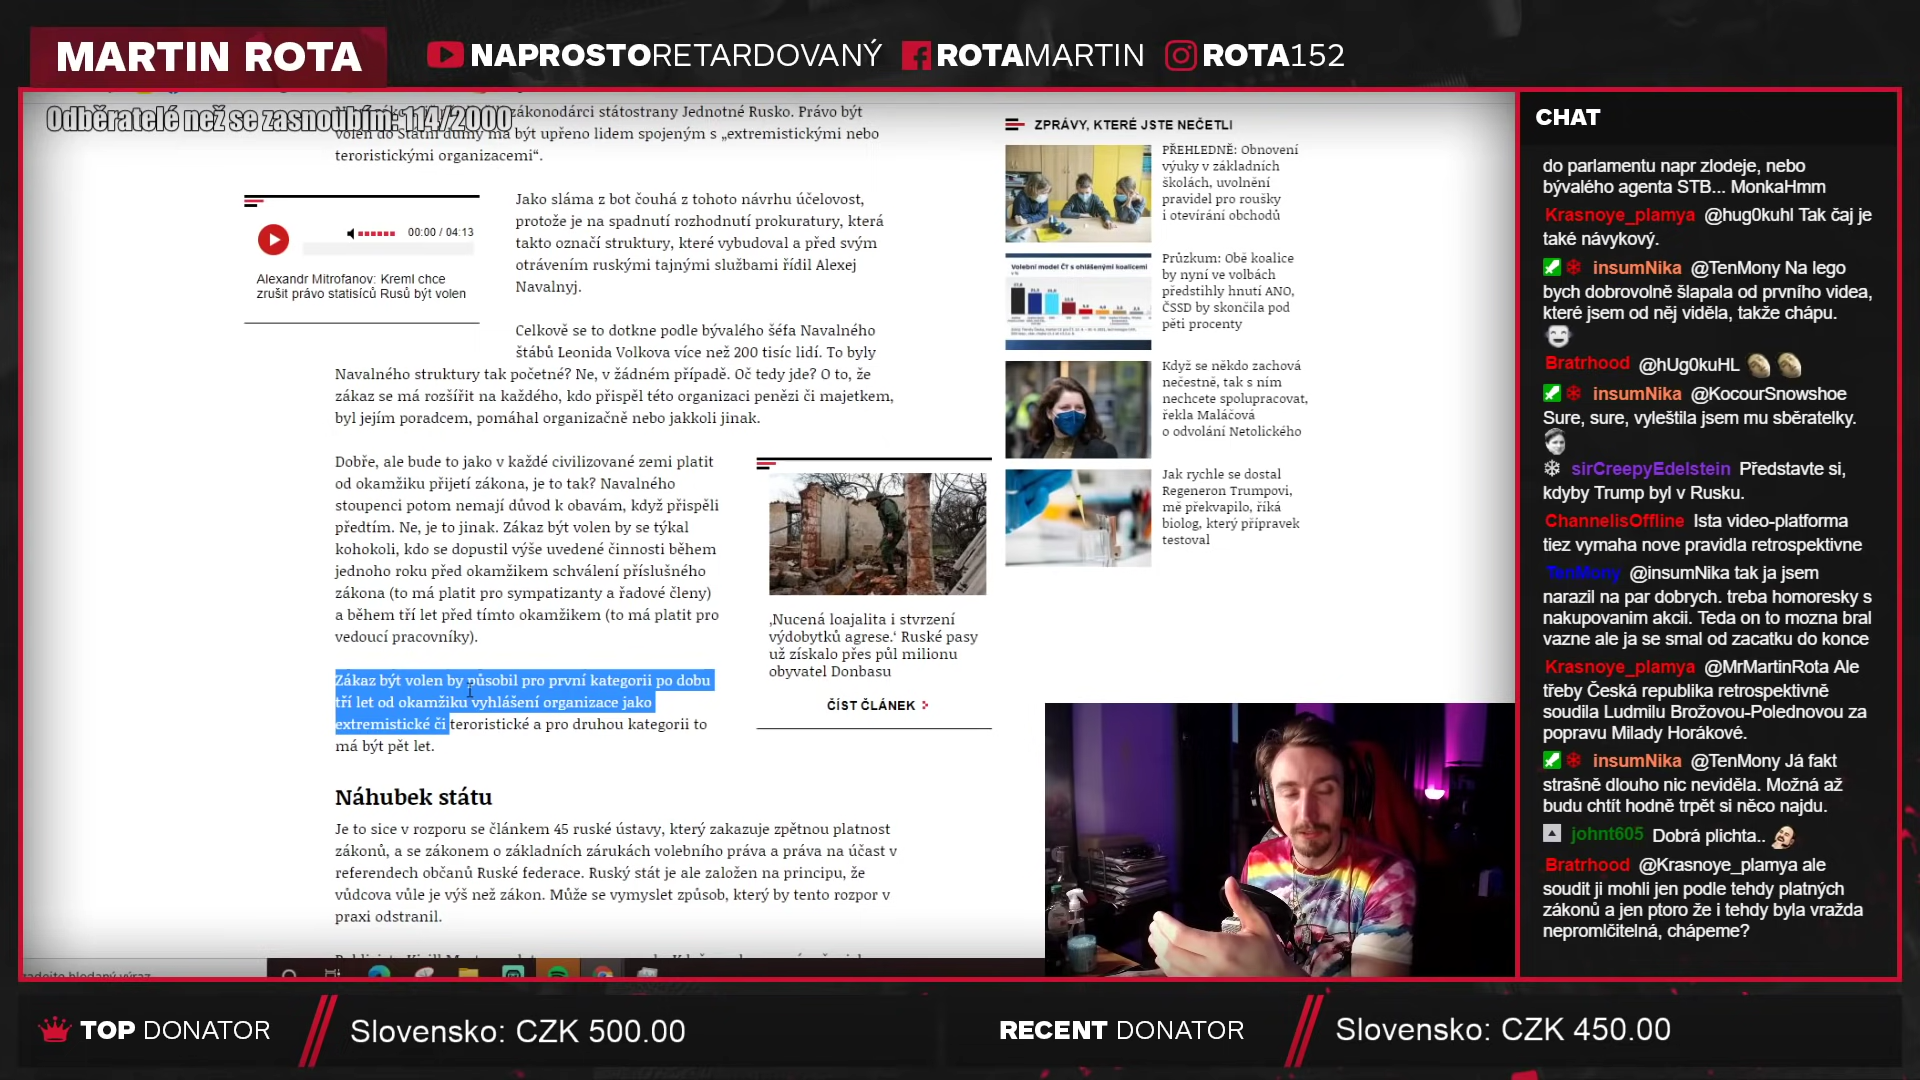 MARTIN ROTA
NAPROSTORETARDOVANÝ
ROTAMARTIN
ROTA152
Odběratelé než se zasnoubím: 114/2000
zákonodárci státostrany Jednotné Rusko. Právo být
volen do Státní dumy má být upřeno lidem spojeným s „extremistickými nebo
teroristickými organizacemi“.
00:00 / 04:13
Alexandr Mitrofanov: Kreml chce
zrušit právo statisíců Rusů být volen
Jako sláma z bot čouhá z tohoto návrhu účelovost,
protože je na spadnutí rozhodnutí prokuratury, která
takto označí struktury, které vybudoval a před svým
otrávením ruskými tajnými službami řídil Alexej
Navalnyj.
Celkově se to dotkne podle bývalého šéfa Navalného
štábů Leonida Volkova více než 200 tisíc lidí. To byly
Navalného struktury tak početné? Ne, v žádném případě. Oč tedy jde? O to, že
zákaz se má rozšířit na každého, kdo přispěl této organizaci penězi či majetkem,
byl jejím poradcem, pomáhal organizačně nebo jakkoli jinak.
Dobře, ale bude to jako v každé civilizované zemi platit
od okamžiku přijetí zákona, je to tak? Navalného
stoupenci potom nemají důvod k obavám, když přispěli
předtím. Ne, je to jinak. Zákaz být volen by se týkal
kohokoli, kdo se dopustil výše uvedené činnosti během
jednoho roku před okamžikem schválení příslušného
zákona (to má platit pro sympatizanty a řadové členy)
a během tří let před tímto okamžikem (to má platit pro
vedoucí pracovníky).
Zákaz být volen by působil pro první kategorii po dobu
tří let od okamžiku vyhlášení organizace jako
extremistické či teroristické a pro druhou kategorii to
má být pět let.
Náhubek státu
Je to sice v rozporu se článkem 45 ruské ústavy, který zakazuje zpětnou platnost
zákonů, a se zákonem o základních zárukách volebního práva a práva na účast v
referendech občanů Ruské federace. Ruský stát je ale založen na principu, že
vůdcova vůle je výš než zákon. Může se vymyslet způsob, který by tento rozpor v
praxi odstranil.
‚Nucená loajalita i stvrzení
výdobytků agrese.‘ Ruské pasy
už získalo přes půl milionu
obyvatel Donbasu
ČÍST ČLÁNEK
ZPRÁVY, KTERÉ JSTE NEČETLI
PŘEHLEDNĚ: Obnovení
výuky v základních
školách, uvolnění
pravidel pro roušky
i otevírání obchodů
Volební model ČT s ohlášenými koalicemi
Průzkum: Obě koalice
by nyní ve volbách
předstihly hnutí ANO,
ČSSD by skončila pod
pěti procenty
Když se někdo zachová
nečestně, tak s ním
nechcete spolupracovat,
řekla Maláčová
o odvolání Netolického
Jak rychle se dostal
Regeneron Trumpovi,
mě překvapilo, říká
biolog, který přípravek
testoval
CHAT
do parlamentu napr zlodeje, nebo
bývalého agenta STB... MonkaHmm
Krasnoye_plamya @hug0kuhl Tak čaj je
také návykový.
insumNika @TenMony Na lego
bych dobrovolně šlapala od prvního videa,
které jsem od něj viděla, takže chápu.
Bratrhood @hUg0kuHL
insumNika @KocourSnowshoe
Sure, sure, vyleštila jsem mu sběratelky.
sirCreepyEdelstein Představte si,
kdyby Trump byl v Rusku.
ChannelisOffline Ista video-platforma
tiez vymaha nove pravidla retrospektivne
TenMony @insumNika tak ja jsem
narazil na par dobrych. treba homoresky s
nakupovanim akcii. Teda on to mozna bral
vazne ale ja se smal od zacatku do konce
Krasnoye_plamya @MrMartinRota Ale
třeby Česká republika retrospektivně
soudila Ludmilu Brožovou-Polednovou za
popravu Milady Horákové.
insumNika @TenMony Já fakt
strašně dlouho nic neviděla. Možná až
budu chtít hodně trpět si něco najdu.
johnt605 Dobrá plichta..
Bratrhood @Krasnoye_plamya ale
soudit ji mohli jen podle tehdy platných
zákonů a jen ptoro že i tehdy byla vražda
nepromlčitelná, chápeme?
TOP DONATOR
Slovensko: CZK 500.00
RECENT DONATOR
Slovensko: CZK 450.00